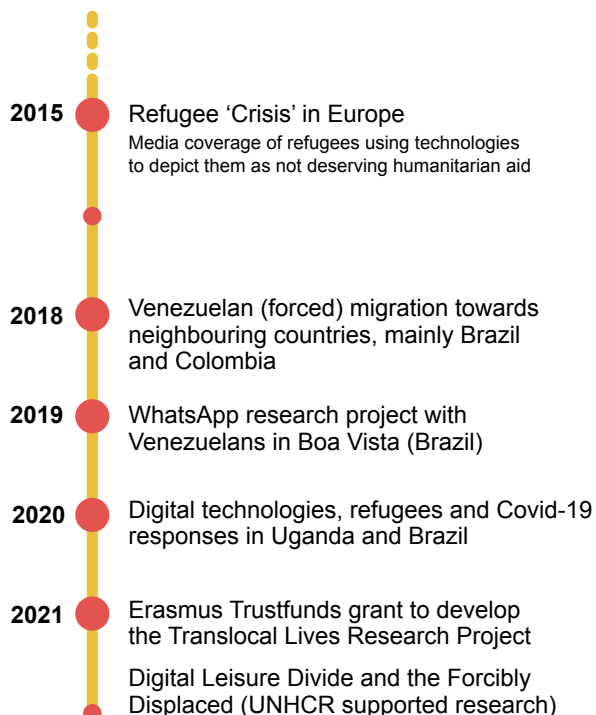 2015 Refugee ‘Crisis’ in Europe
Media coverage of refugees using technologies
to depict them as not deserving humanitarian aid
2018 Venezuelan (forced) migration towards
neighbouring countries, mainly Brazil
and Colombia
2019 WhatsApp research project with
Venezuelans in Boa Vista (Brazil)
2020 Digital technologies, refugees and Covid-19
responses in Uganda and Brazil
2021 Erasmus Trustfunds grant to develop
the Translocal Lives Research Project
Digital Leisure Divide and the Forcibly
Displaced (UNHCR supported research)